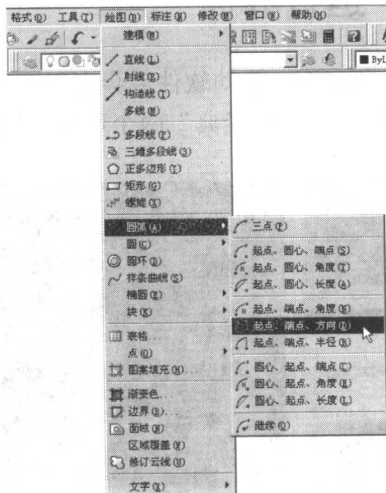 格式(O) 工具(T) 绘图(D) 标注(N) 修改(M) 窗口(W) 帮助(H)
ByL
建模(M)
直线(L)
射线(R)
构造线(T)
多线(M)
多段线(P)
三维多段线(3)
正多边形(Y)
矩形(G)
螺旋(I)
圆弧(A)
圆(C)
圆环(D)
样条曲线(S)
椭圆(E)
块(K)
表格...
点(O)
图案填充(H)...
渐变色...
边界(B)...
面域(N)
区域覆盖(W)
修订云线(U)
文字(X)
三点(P)
起点、圆心、端点(S)
起点、圆心、角度(T)
起点、圆心、长度(A)
起点、端点、角度(N)
起点、端点、方向(D)
起点、端点、半径(R)
圆心、起点、端点(C)
圆心、起点、角度(E)
圆心、起点、长度(L)
继续(O)